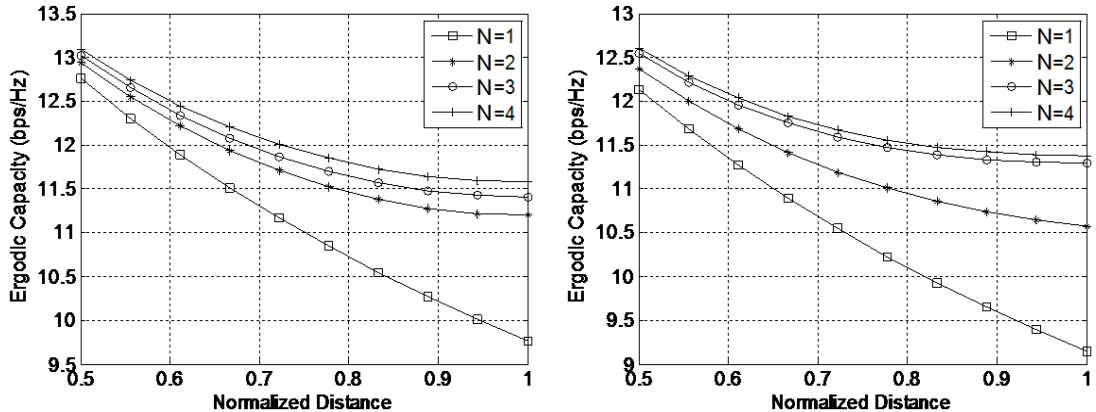 13.5
13
12.5
12
11.5
11
10.5
10
9.5
Ergodic Capacity (bps/Hz)
0.5 0.6 0.7 0.8 0.9 1
Normalized Distance
N=1
N=2
N=3
N=4
13
12.5
12
11.5
11
10.5
10
9.5
9
Ergodic Capacity (bps/Hz)
0.5 0.6 0.7 0.8 0.9 1
Normalized Distance
N=1
N=2
N=3
N=4